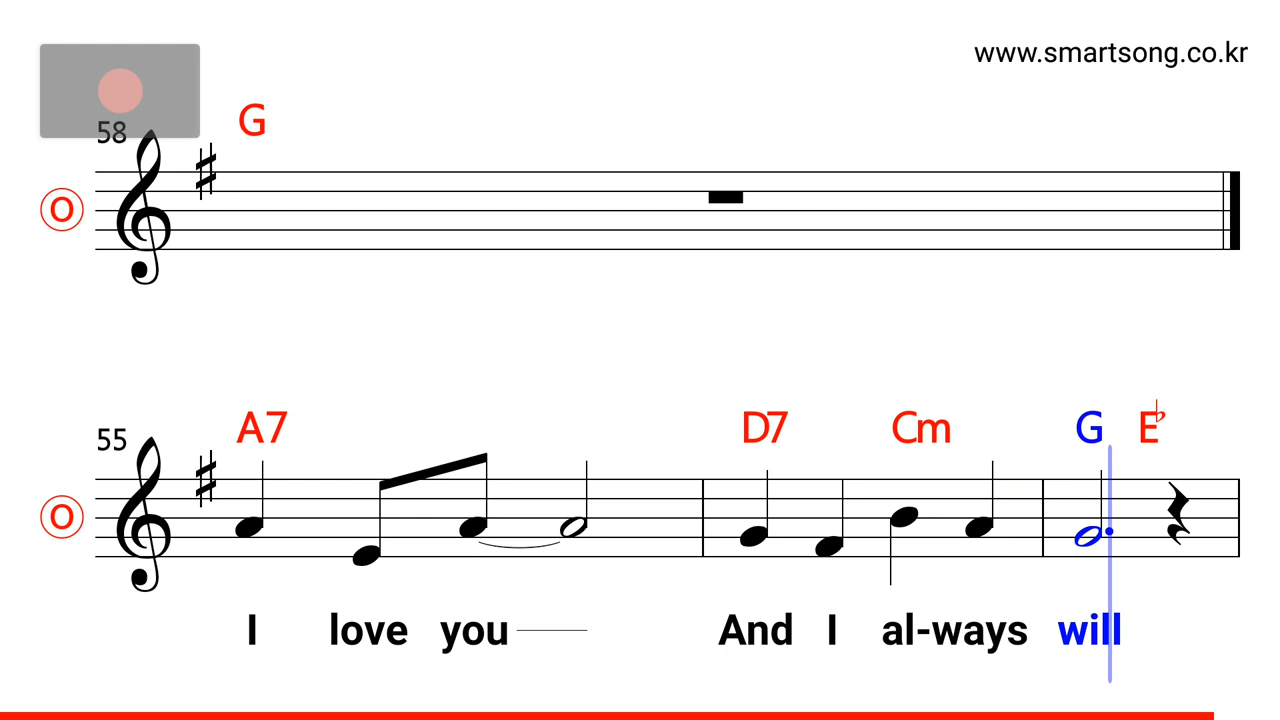 www.smartsong.co.kr
58
G
O
55
A7 D7 Cm G E♭
O
I love you And I al-ways will